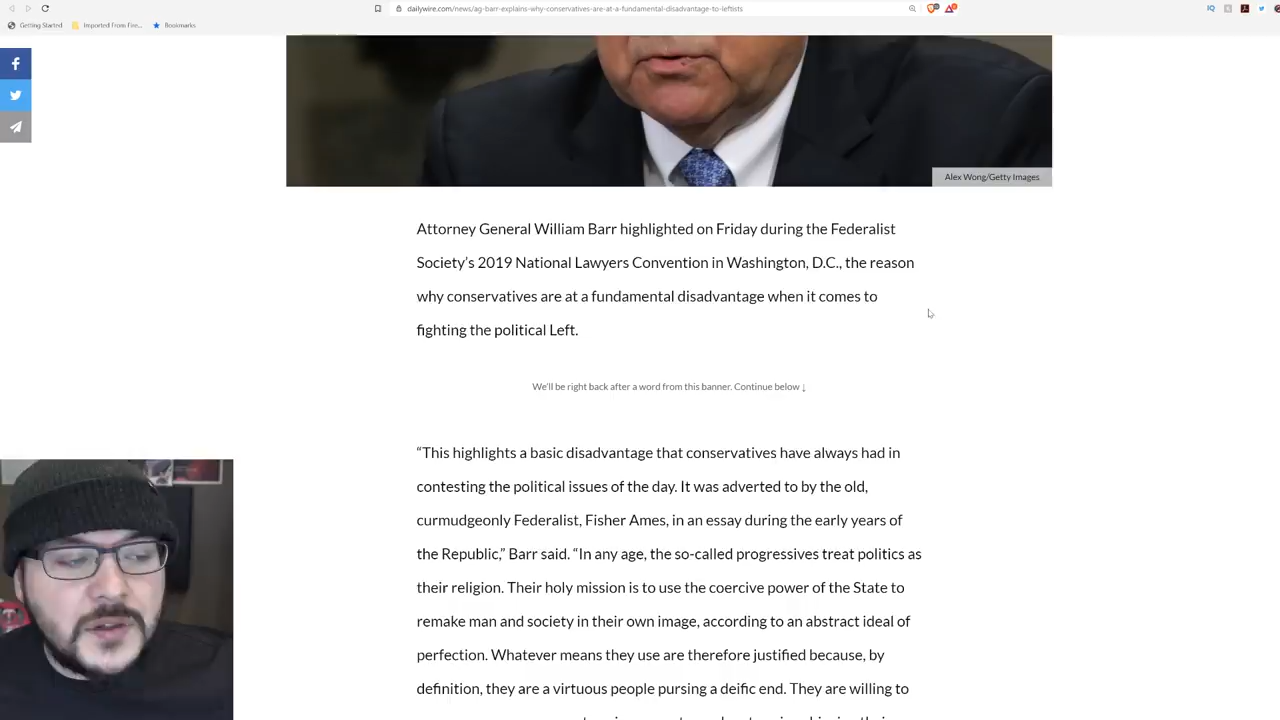 dailywire.com/news/ag-barr-explains-why-conservatives-are-at-a-fundamental-disadvantage-to-leftists
IQ
Getting Started
Imported From Fire...
Bookmarks
Alex Wong/Getty Images
Attorney General William Barr highlighted on Friday during the Federalist
Society's 2019 National Lawyers Convention in Washington, D.C., the reason
why conservatives are at a fundamental disadvantage when it comes to
fighting the political Left.
We'll be right back after a word from this banner. Continue below ↓
“This highlights a basic disadvantage that conservatives have always had in
contesting the political issues of the day. It was adverted to by the old,
curmudgeonly Federalist, Fisher Ames, in an essay during the early years of
the Republic,” Barr said. “In any age, the so-called progressives treat politics as
their religion. Their holy mission is to use the coercive power of the State to
remake man and society in their own image, according to an abstract ideal of
perfection. Whatever means they use are therefore justified because, by
definition, they are a virtuous people pursing a deific end. They are willing to